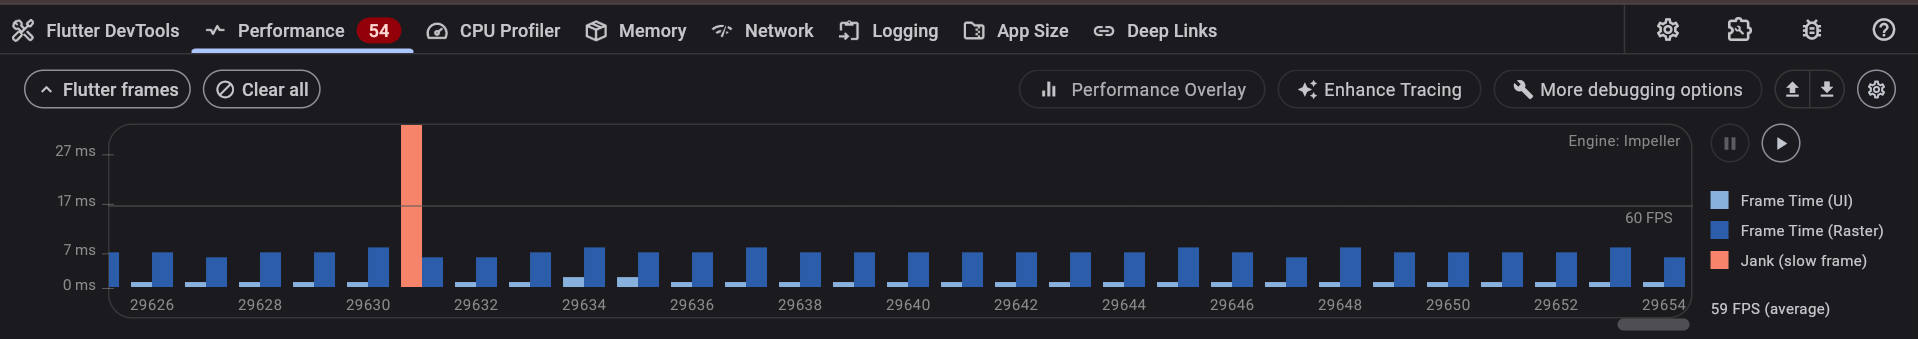 Flutter DevTools Performance 54 CPU Profiler Memory Network Logging App Size Deep Links
Flutter frames Clear all Performance Overlay Enhance Tracing More debugging options
Engine: Impeller
27 ms
17 ms
60 FPS
7 ms
0 ms
29626 29628 29630 29632 29634 29636 29638 29640 29642 29644 29646 29648 29650 29652 29654
Frame Time (UI)
Frame Time (Raster)
Jank (slow frame)
59 FPS (average)